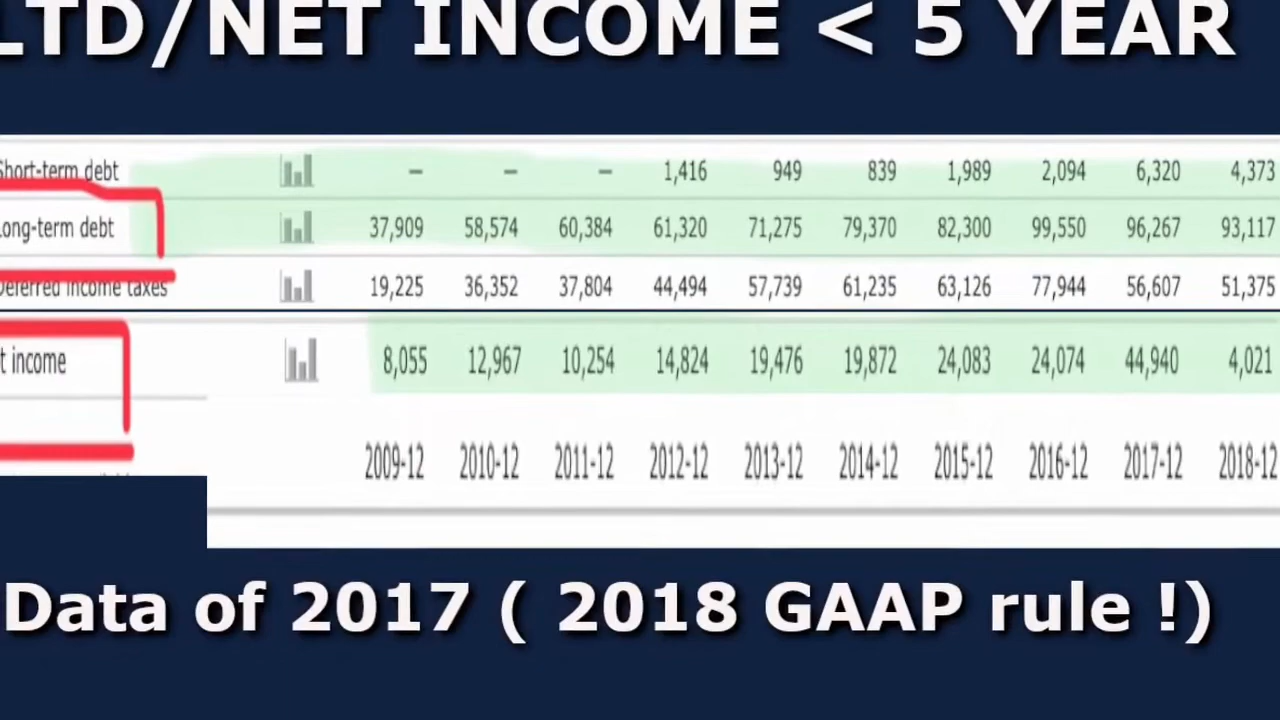 LTD/NET INCOME < 5 YEAR
Short-term debt – – – 1,416 949 839 1,989 2,094 6,320 4,373
Long-term debt 37,909 58,574 60,384 61,320 71,275 79,370 82,300 99,550 96,267 93,117
Deferred income taxes 19,225 36,352 37,804 44,494 57,739 61,235 63,126 77,944 56,607 51,375
t income 8,055 12,967 10,254 14,824 19,476 19,872 24,083 24,074 44,940 4,021
2009-12 2010-12 2011-12 2012-12 2013-12 2014-12 2015-12 2016-12 2017-12 2018-12
Data of 2017 ( 2018 GAAP rule !)